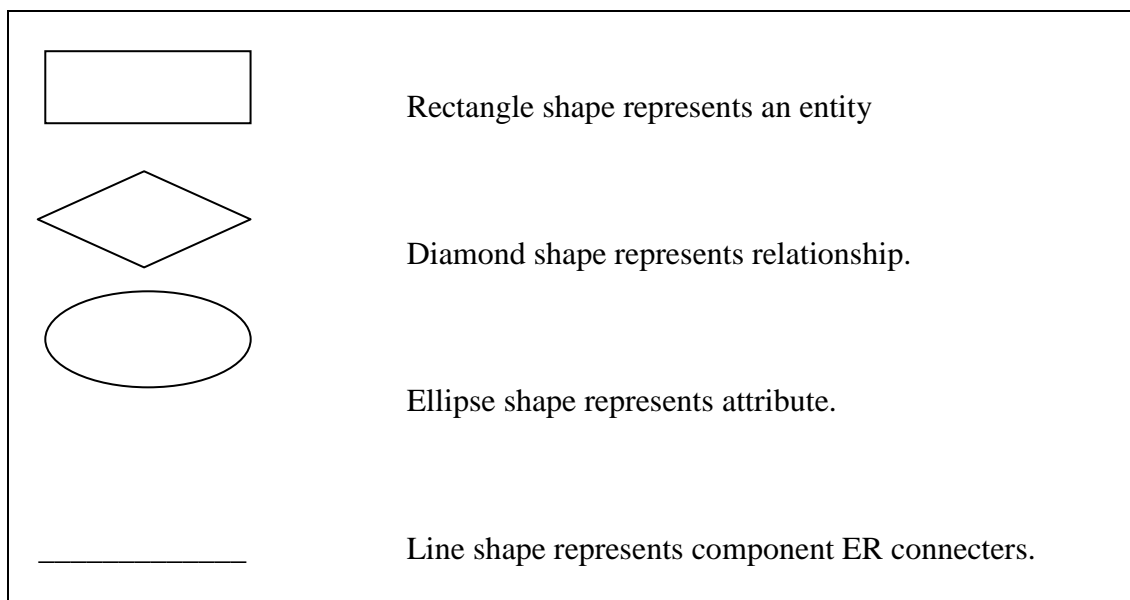 Rectangle shape represents an entity
Diamond shape represents relationship.
Ellipse shape represents attribute.
Line shape represents component ER connecters.